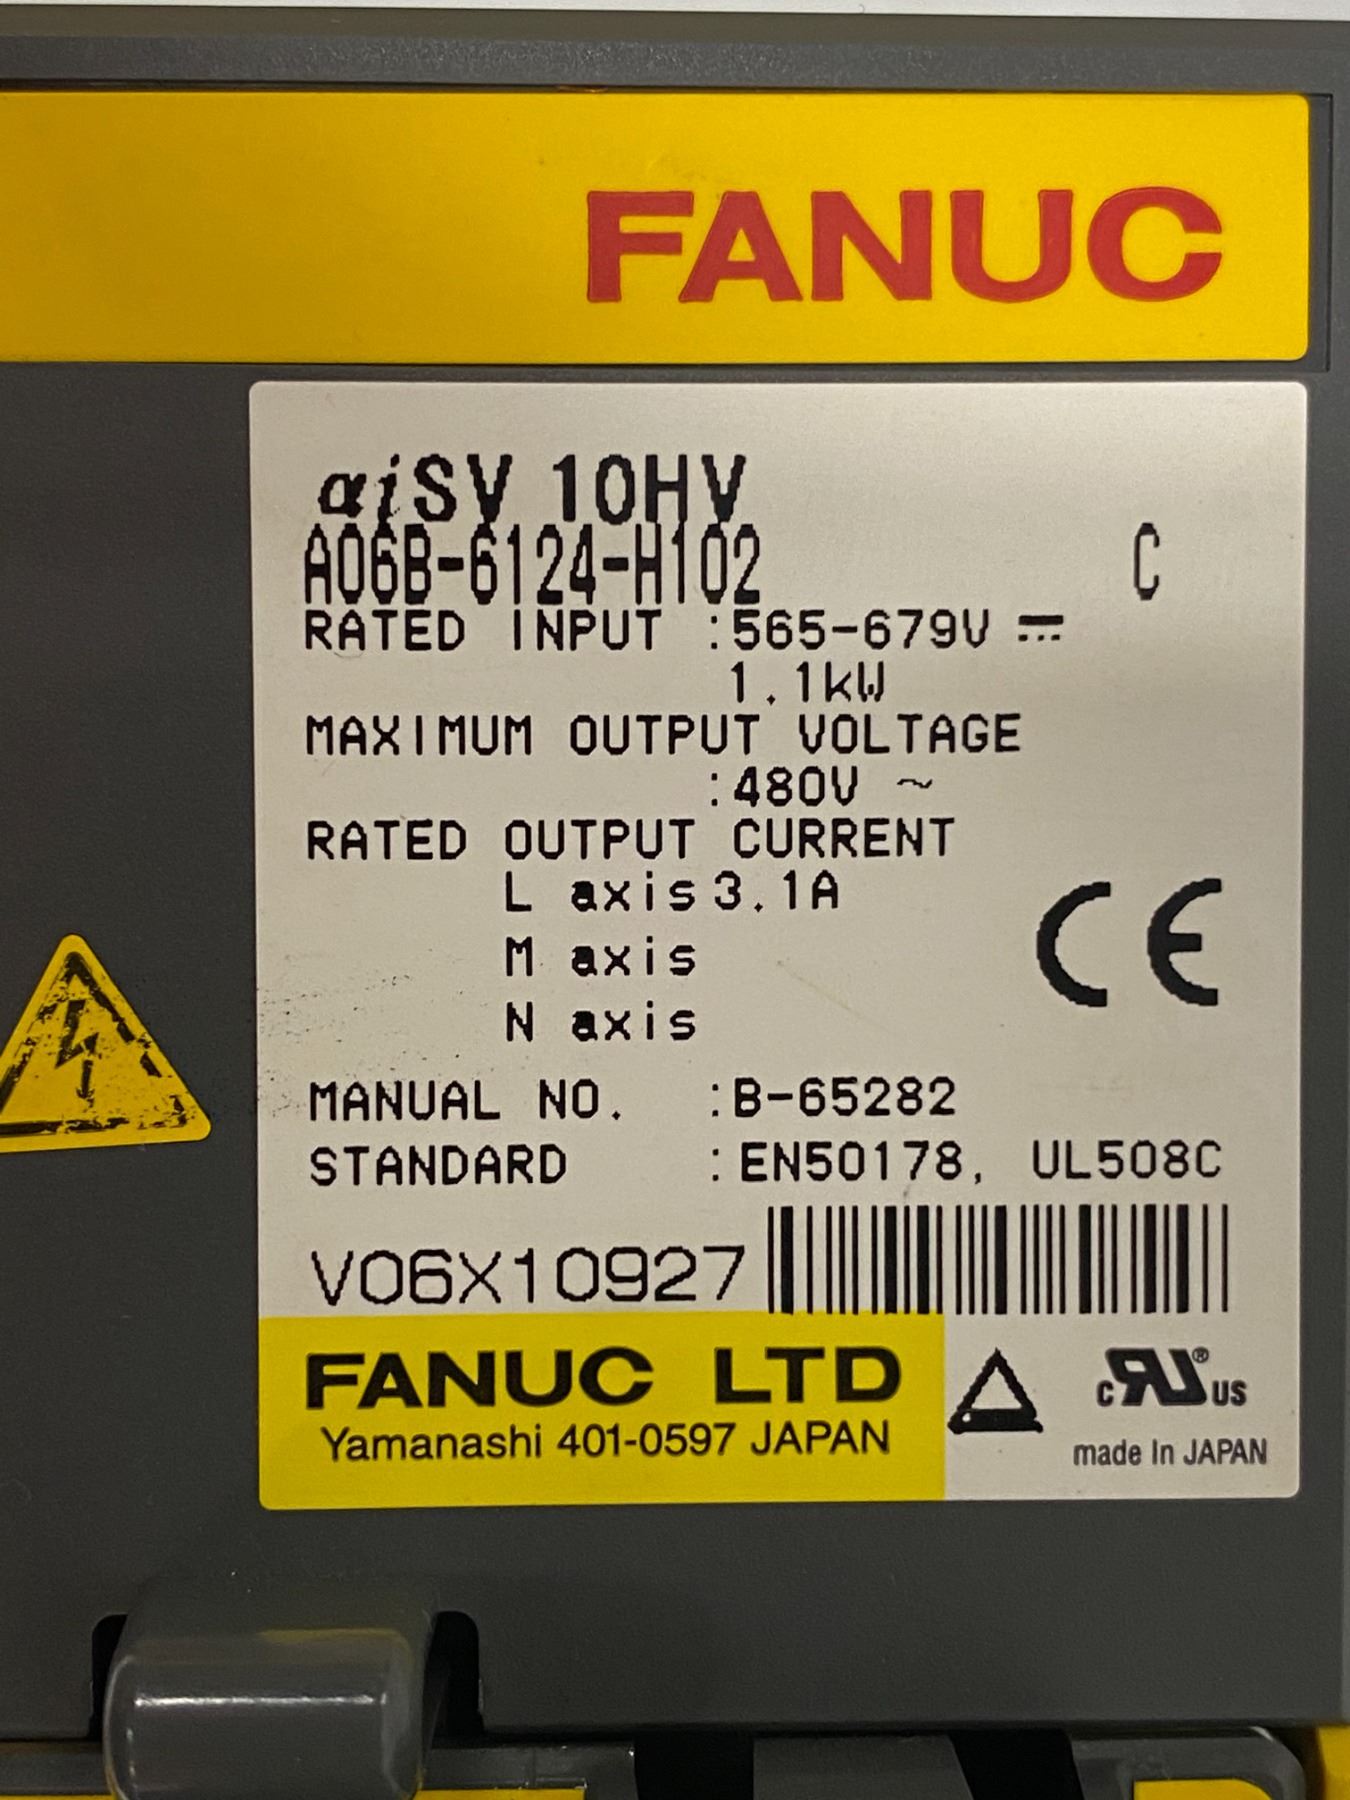 FANUC
αiSV 10HV
A06B-6124-H102 C
RATED INPUT :565-679V ⎓
1.1kW
MAXIMUM OUTPUT VOLTAGE
:480V ~
RATED OUTPUT CURRENT
L axis 3.1A
M axis
N axis
CE
MANUAL NO. :B-65282
STANDARD :EN50178, UL508C
V06X10927
FANUC LTD
Yamanashi 401-0597 JAPAN
c RU ® US
made In JAPAN